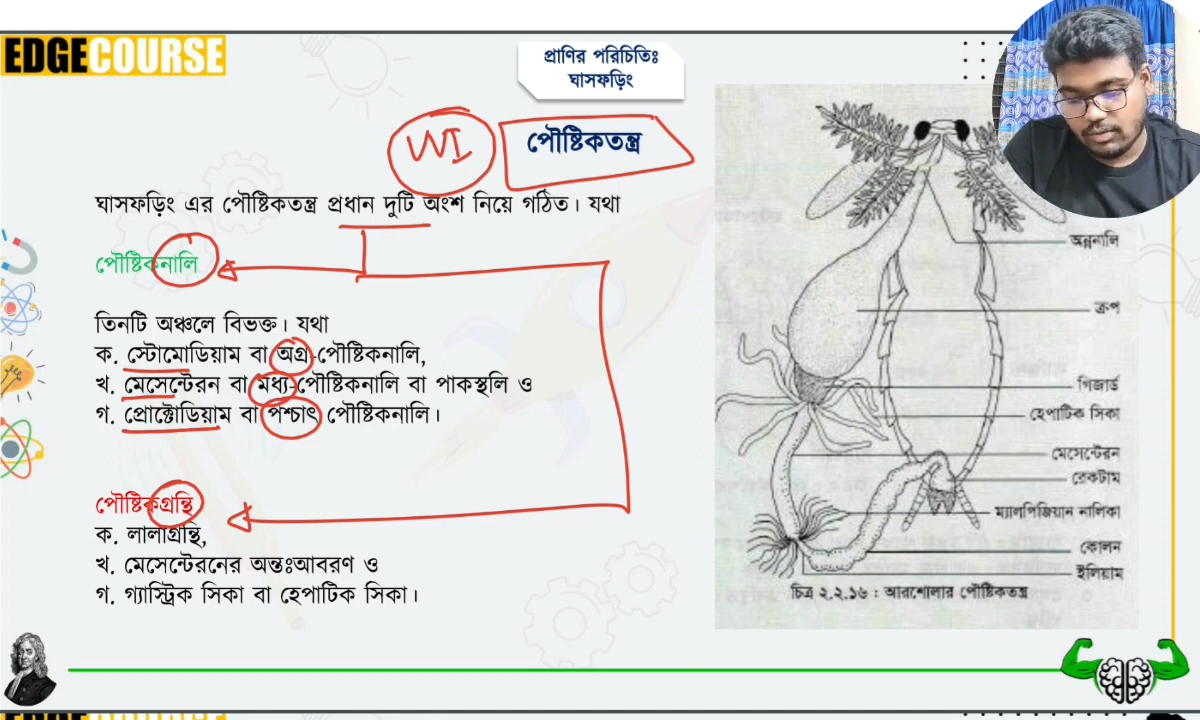 EDGECOURSE
প্রাণির পরিচিতিঃ
ঘাসফড়িং
VVI
পৌষ্টিকতন্ত্র
ঘাসফড়িং এর পৌষ্টিকতন্ত্র প্রধান দুটি অংশ নিয়ে গঠিত। যথা
পৌষ্টিকনালি
তিনটি অঞ্চলে বিভক্ত। যথা
ক. স্টোমোডিয়াম বা অগ্র-পৌষ্টিকনালি,
খ. মেসেন্টেরন বা মধ্য-পৌষ্টিকনালি বা পাকস্থলি ও
গ. প্রোক্টোডিয়াম বা পশ্চাৎ পৌষ্টিকনালি।
পৌষ্টিকগ্রন্থি
ক. লালাগ্রন্থি,
খ. মেসেন্টেরনের অন্তঃআবরণ ও
গ. গ্যাস্ট্রিক সিকা বা হেপাটিক সিকা।
অন্ননালি
ক্রপ
গিজার্ড
হেপাটিক সিকা
মেসেন্টেরন
রেকটাম
ম্যালপিজিয়ান নালিকা
কোলন
ইলিয়াম
চিত্র ২.২.১৬ : আরশোলার পৌষ্টিকতন্ত্র